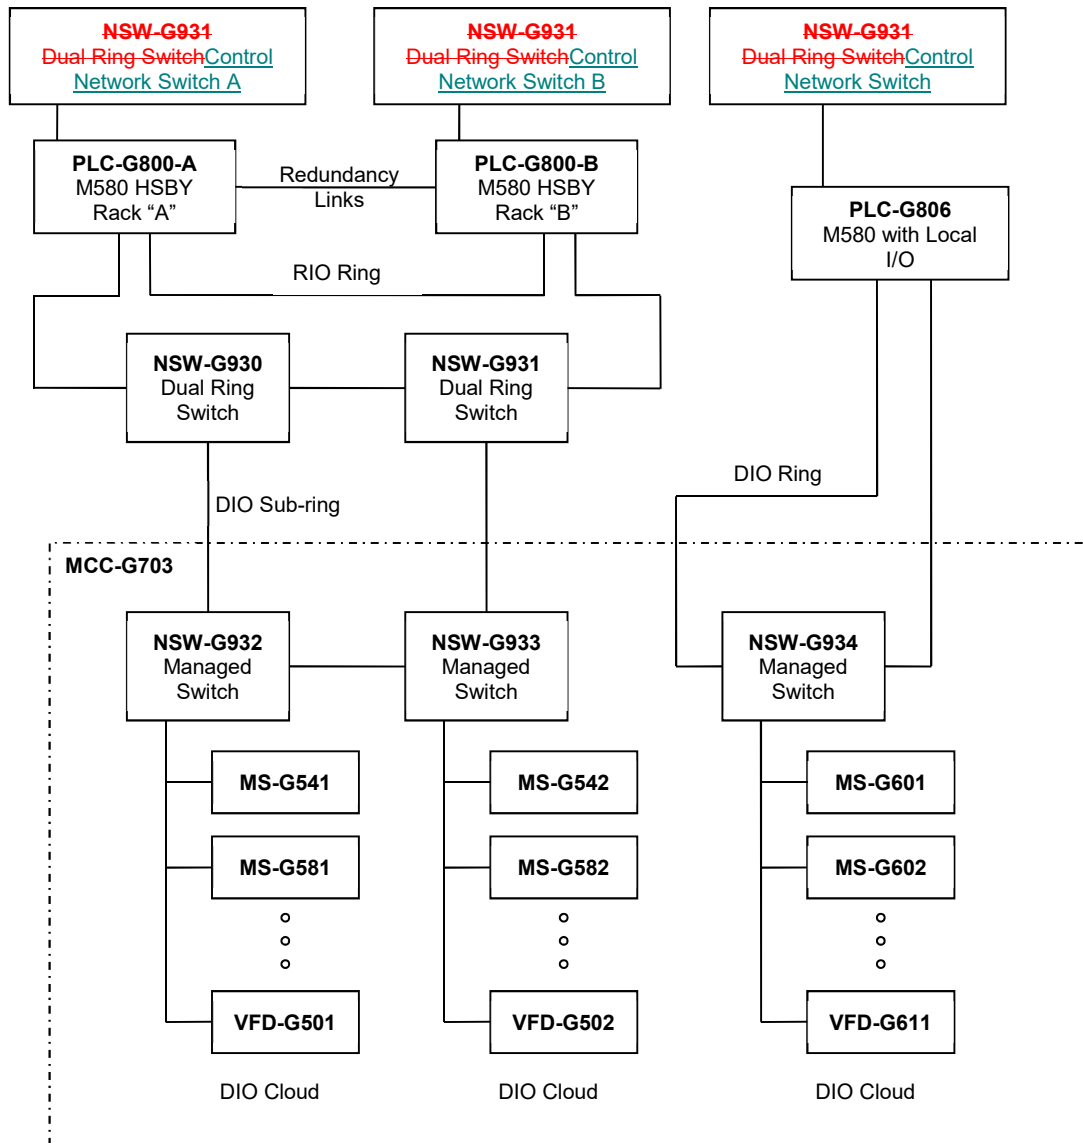 NSW-G931
Dual Ring SwitchControl
Network Switch A
NSW-G931
Dual Ring SwitchControl
Network Switch B
NSW-G931
Dual Ring SwitchControl
Network Switch
PLC-G800-A
M580 HSBY
Rack “A”
Redundancy
Links
PLC-G800-B
M580 HSBY
Rack “B”
PLC-G806
M580 with Local
I/O
RIO Ring
NSW-G930
Dual Ring
Switch
NSW-G931
Dual Ring
Switch
DIO Sub-ring
DIO Ring
MCC-G703
NSW-G932
Managed
Switch
NSW-G933
Managed
Switch
NSW-G934
Managed
Switch
MS-G541
MS-G542
MS-G601
MS-G581
MS-G582
MS-G602
VFD-G501
VFD-G502
VFD-G611
DIO Cloud
DIO Cloud
DIO Cloud